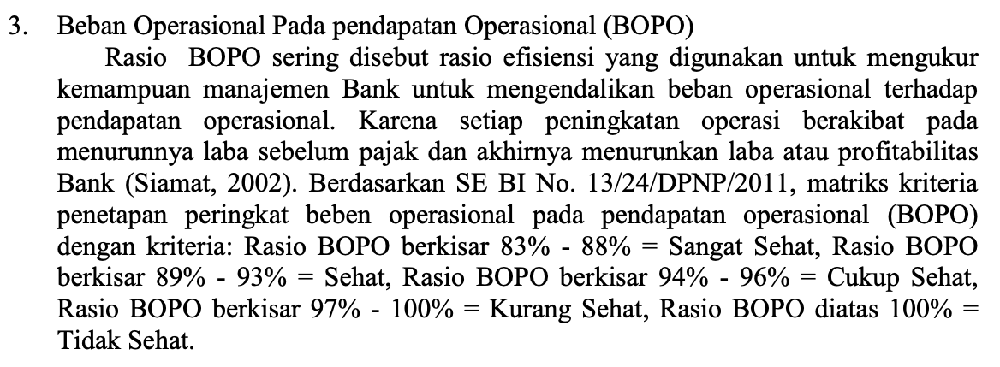 3. Beban Operasional Pada pendapatan Operasional (BOPO)
Rasio BOPO sering disebut rasio efisiensi yang digunakan untuk mengukur
kemampuan manajemen Bank untuk mengendalikan beban operasional terhadap
pendapatan operasional. Karena setiap peningkatan operasi berakibat pada
menurunnya laba sebelum pajak dan akhirnya menurunkan laba atau profitabilitas
Bank (Siamat, 2002). Berdasarkan SE BI No. 13/24/DPNP/2011, matriks kriteria
penetapan peringkat beben operasional pada pendapatan operasional (BOPO)
dengan kriteria: Rasio BOPO berkisar 83% - 88% = Sangat Sehat, Rasio BOPO
berkisar 89% - 93% = Sehat, Rasio BOPO berkisar 94% - 96% = Cukup Sehat,
Rasio BOPO berkisar 97% - 100% = Kurang Sehat, Rasio BOPO diatas 100% =
Tidak Sehat.